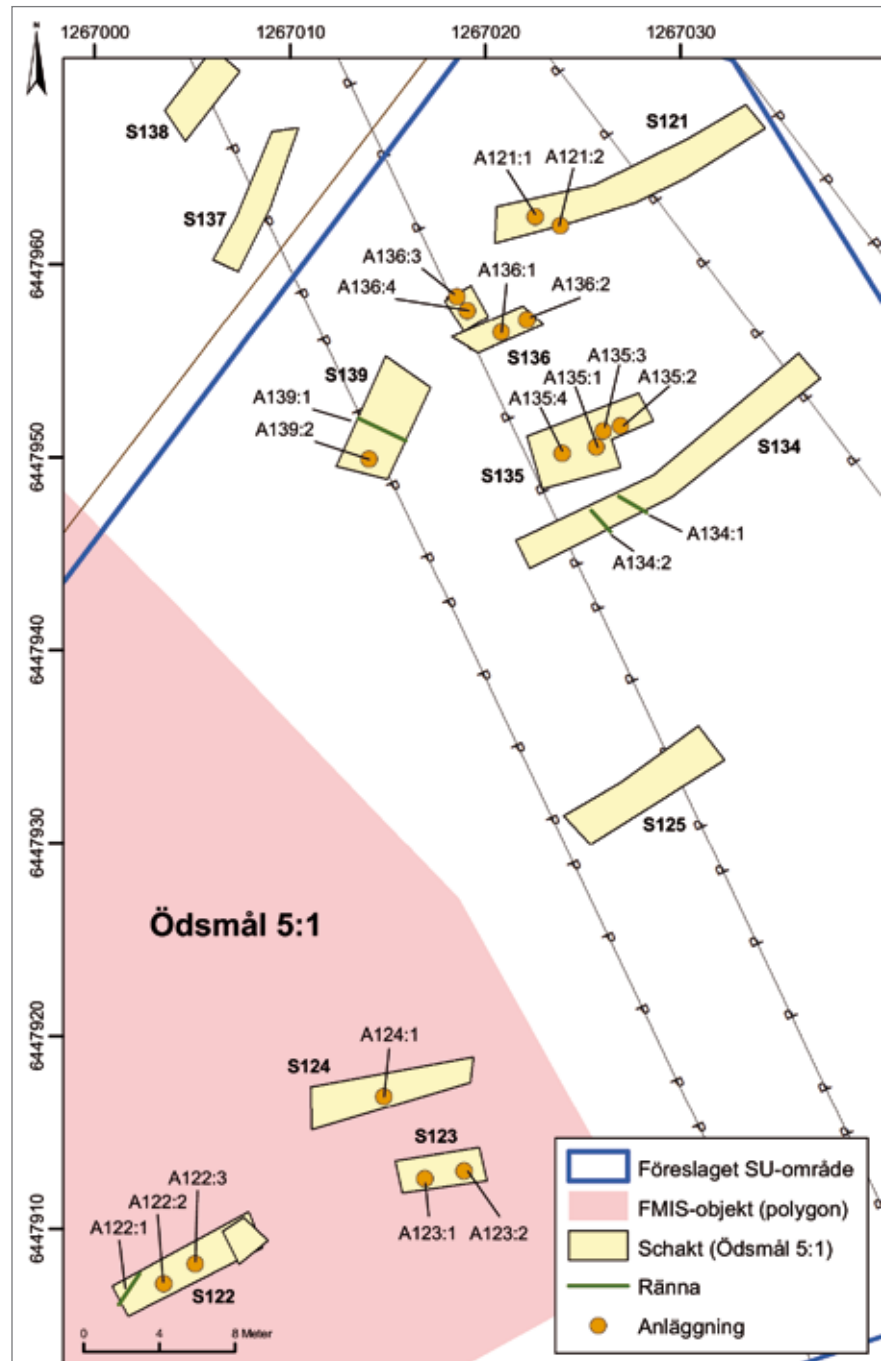 N
1267000 1267010 1267020 1267030
S138
S121
A121:1 A121:2
S137
6447960
A136:3
A136:4
A136:1
A136:2
S136
S139
A135:3
A135:1
A135:2
A135:4
A139:1
A139:2
6447950
S134
S135
A134:1
A134:2
6447940
S125
6447930
Ödsmål 5:1
6447920
A124:1
S124
S123
A123:1 A123:2
A122:3
A122:2
A122:1
6447910
S122
0 4 8 Meter
Föreslaget SU-område
FMIS-objekt (polygon)
Schakt (Ödsmål 5:1)
Ränna
Anläggning